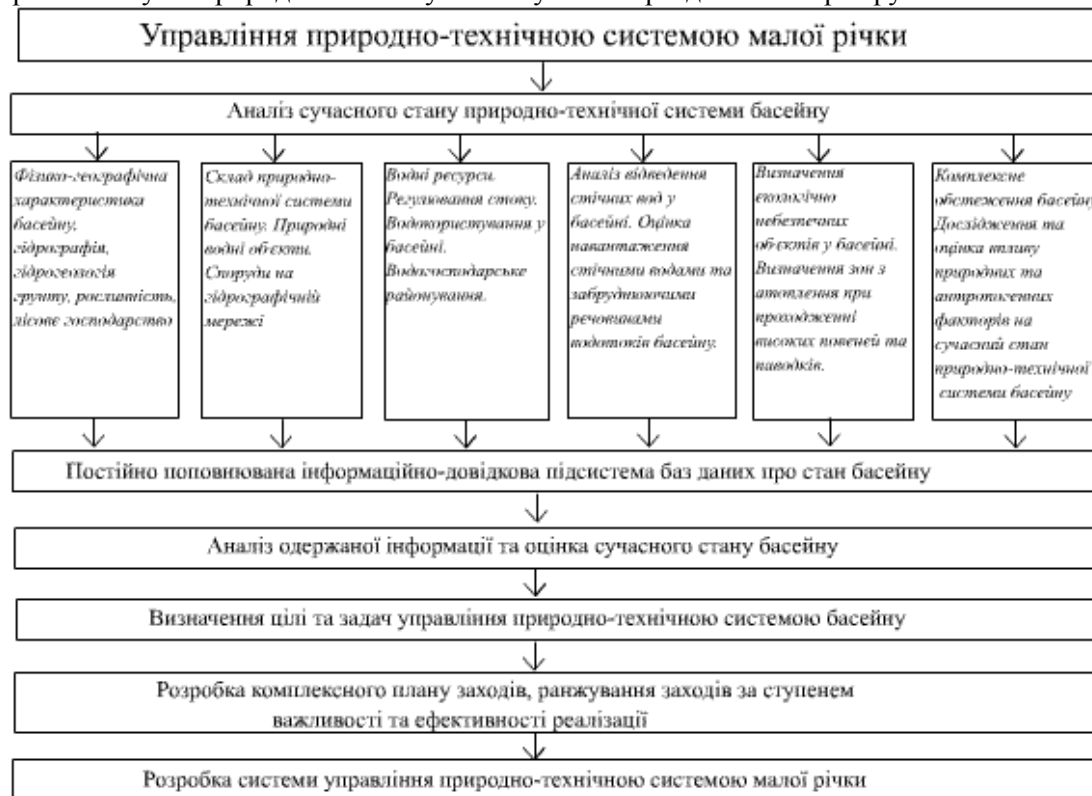 Управління природно-технічною системою малої річки
Аналіз сучасного стану природно-технічної системи басейну
Фізико-географічна
характеристика
басейну,
гідрографія,
гідрогеологія
грунту, рослинність,
лісове господарство
Склад природно-
технічної системи
басейну. Природні
водні об'єкти.
Споруди на
гідрографічній
мережі
Водні ресурси.
Регулювання стоку.
Водокористування у
басейні.
Водогосподарське
районування.
Аналіз відведення
стічних вод у
басейні. Оцінка
навантаження
стічними водами та
забруднюючими
речовинами
водотоків басейну.
Визначення
екологічно
небезпечних
об'єктів у басейні.
Визначення зон з
атоплення при
проходженні
високих повеней та
паводків.
Комплексне
обстеження басейну
Дослідження та
оцінка впливу
природних та
антропогенних
факторів на
сучасний стан
природно-технічної
системи басейну
Постійно поповнювана інформаційно-довідкова підсистема баз даних про стан басейну
Аналіз одержаної інформації та оцінка сучасного стану басейну
Визначення цілі та задач управління природно-технічною системою басейну
Розробка комплексного плану заходів, ранжування заходів за ступенем
важливості та ефективності реалізації
Розробка системи управління природно-технічною системою малої річки